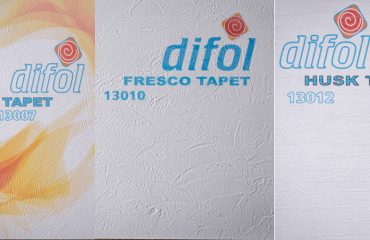 difol
TAPET
13007
difol
FRESCO TAPET
13010
difol
HUSK T
13012